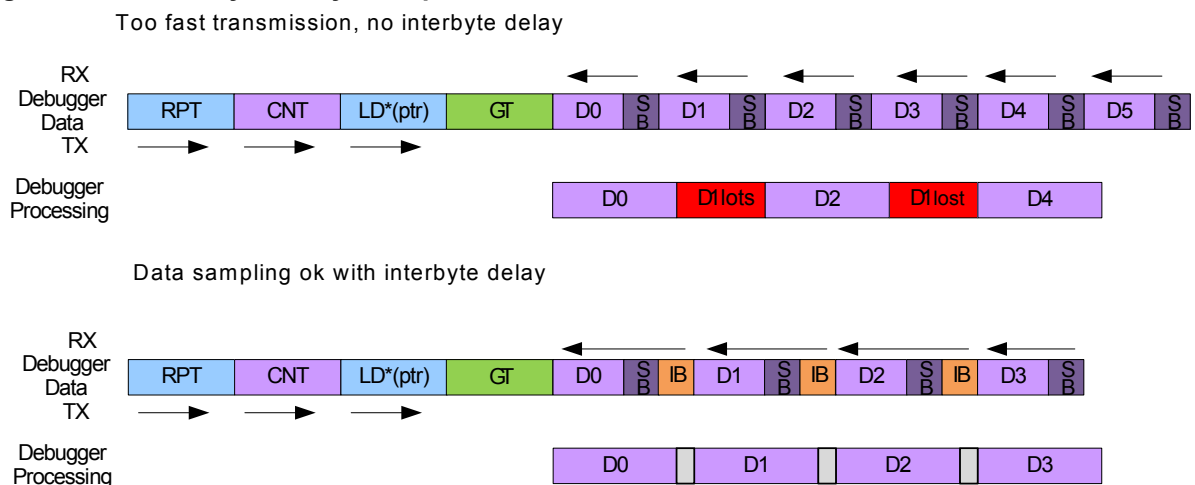 Too fast transmission, no interbyte delay
RX
Debugger
Data
TX
RPT CNT LD*(ptr) GT D0 SB D1 SB D2 SB D3 SB D4 SB D5 SB
Debugger
Processing
D0 D1lots D2 D1lost D4
Data sampling ok with interbyte delay
RX
Debugger
Data
TX
RPT CNT LD*(ptr) GT D0 SB IB D1 SB IB D2 SB IB D3 SB
Debugger
Processing
D0 D1 D2 D3